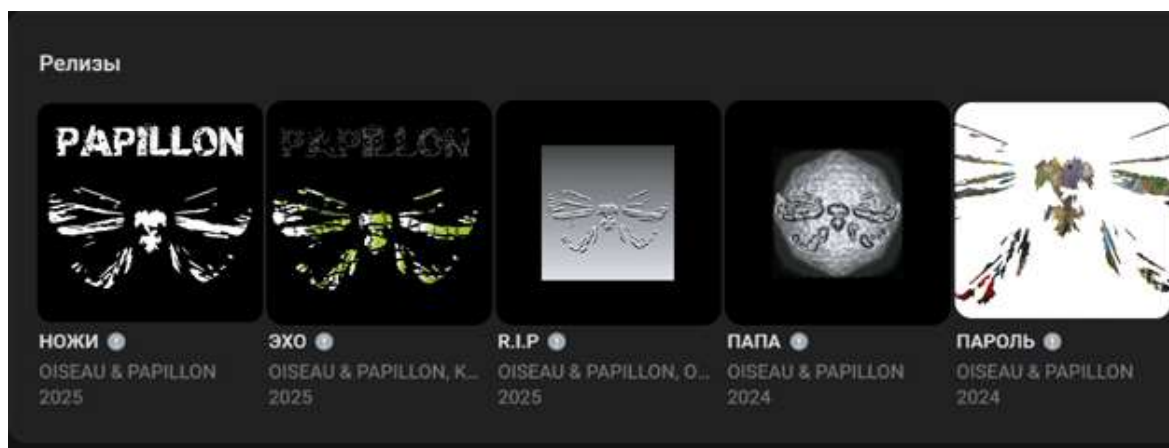 Релизы
PAPILLON
PAPILLON
НОЖИ
OISEAU & PAPILLON
2025
ЭХО
OISEAU & PAPILLON, K...
2025
R.I.P
OISEAU & PAPILLON, O...
2025
ПАПА
OISEAU & PAPILLON
2024
ПАРОЛЬ
OISEAU & PAPILLON
2024